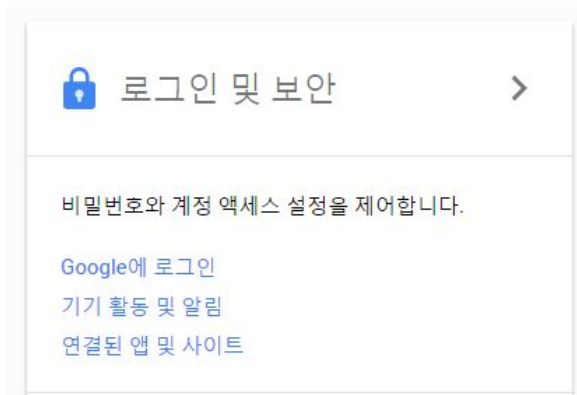 로그인 및 보안
비밀번호와 계정 액세스 설정을 제어합니다.
Google에 로그인
기기 활동 및 알림
연결된 앱 및 사이트